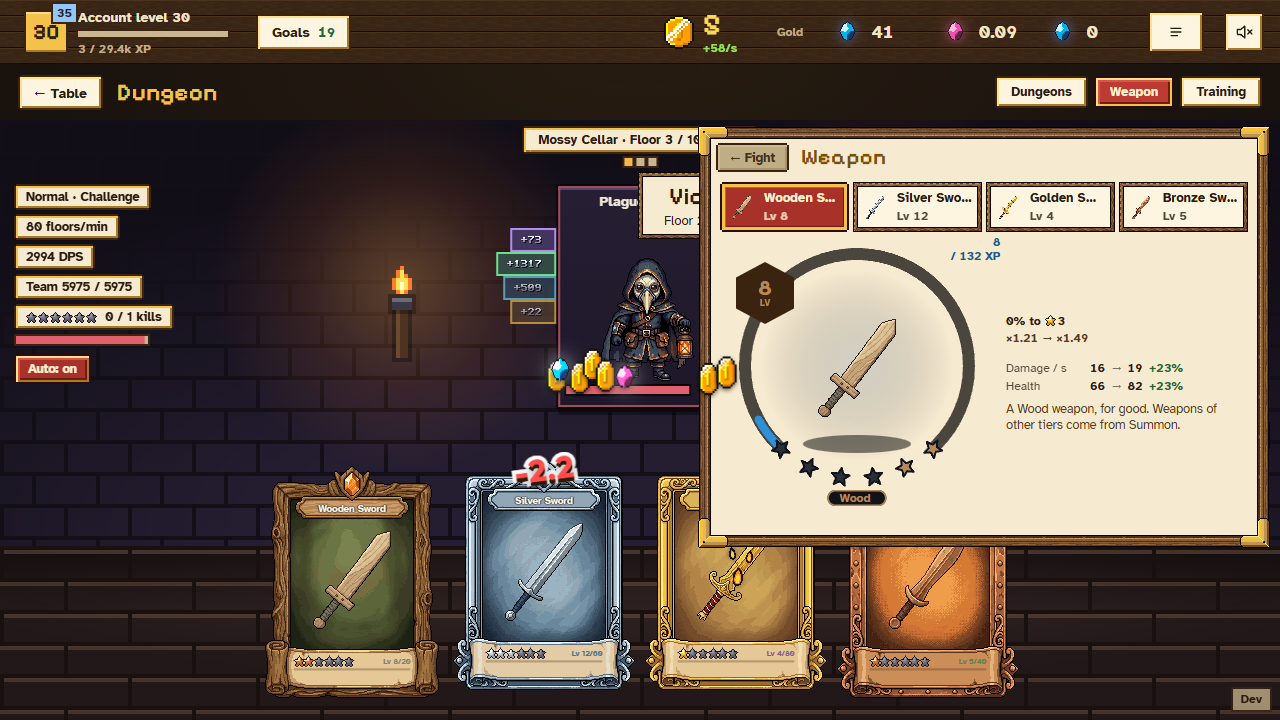 30
35
Account level 30
3 / 29.4k XP
Goals 19
+58/s
Gold
41
0.09
0
← Table
Dungeon
Dungeons
Weapon
Training
Mossy Cellar · Floor 3 / 10
Normal · Challenge
80 floors/min
2994 DPS
Team 5975 / 5975
0 / 1 kills
Auto: on
Floor
+73
+1317
+509
+22
-2.2
← Fight
Weapon
Wooden S...
Lv 8
Silver Swo...
Lv 12
Golden S...
Lv 4
Bronze Sw...
Lv 5
8
/ 132 XP
8
LV
0% to 3
×1.21 → ×1.49
Damage / s 16 → 19 +23%
Health 66 → 82 +23%
A Wood weapon, for good. Weapons of
other tiers come from Summon.
Wood
Wooden Sword
Lv 8/20
Silver Sword
Lv 12/60
Lv 4/80
Lv 5/40
Dev